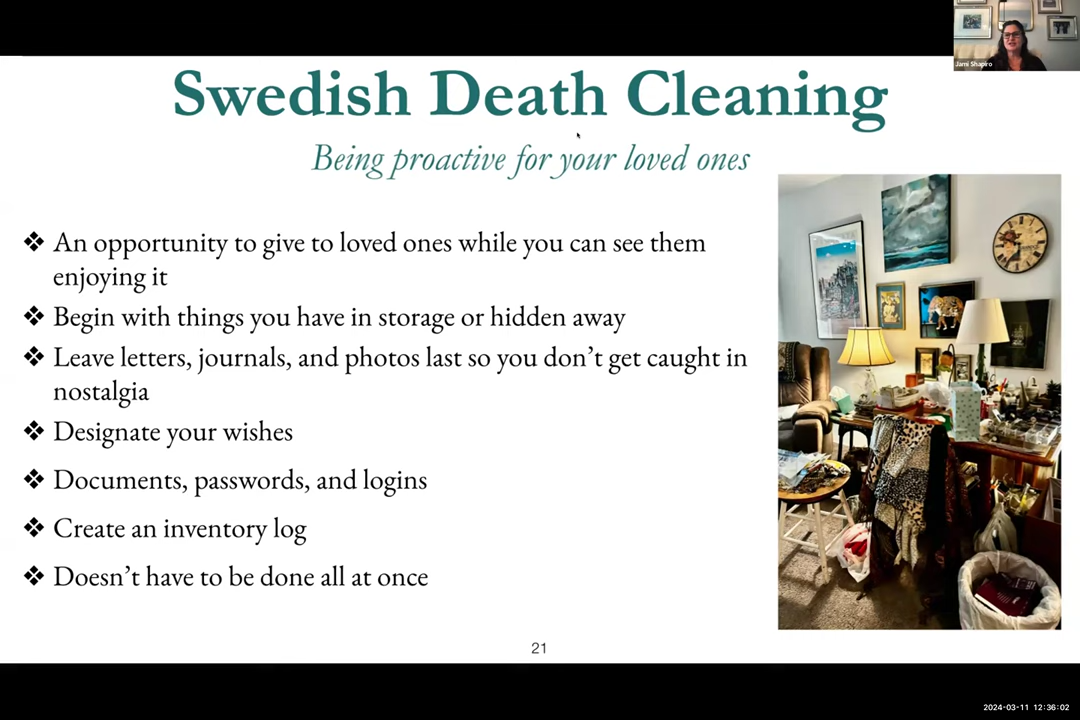 Jami Shapiro
Swedish Death Cleaning
Being proactive for your loved ones
❖ An opportunity to give to loved ones while you can see them
enjoying it
❖ Begin with things you have in storage or hidden away
❖ Leave letters, journals, and photos last so you don’t get caught in
nostalgia
❖ Designate your wishes
❖ Documents, passwords, and logins
❖ Create an inventory log
❖ Doesn’t have to be done all at once
21
2024-03-11 12:36:02